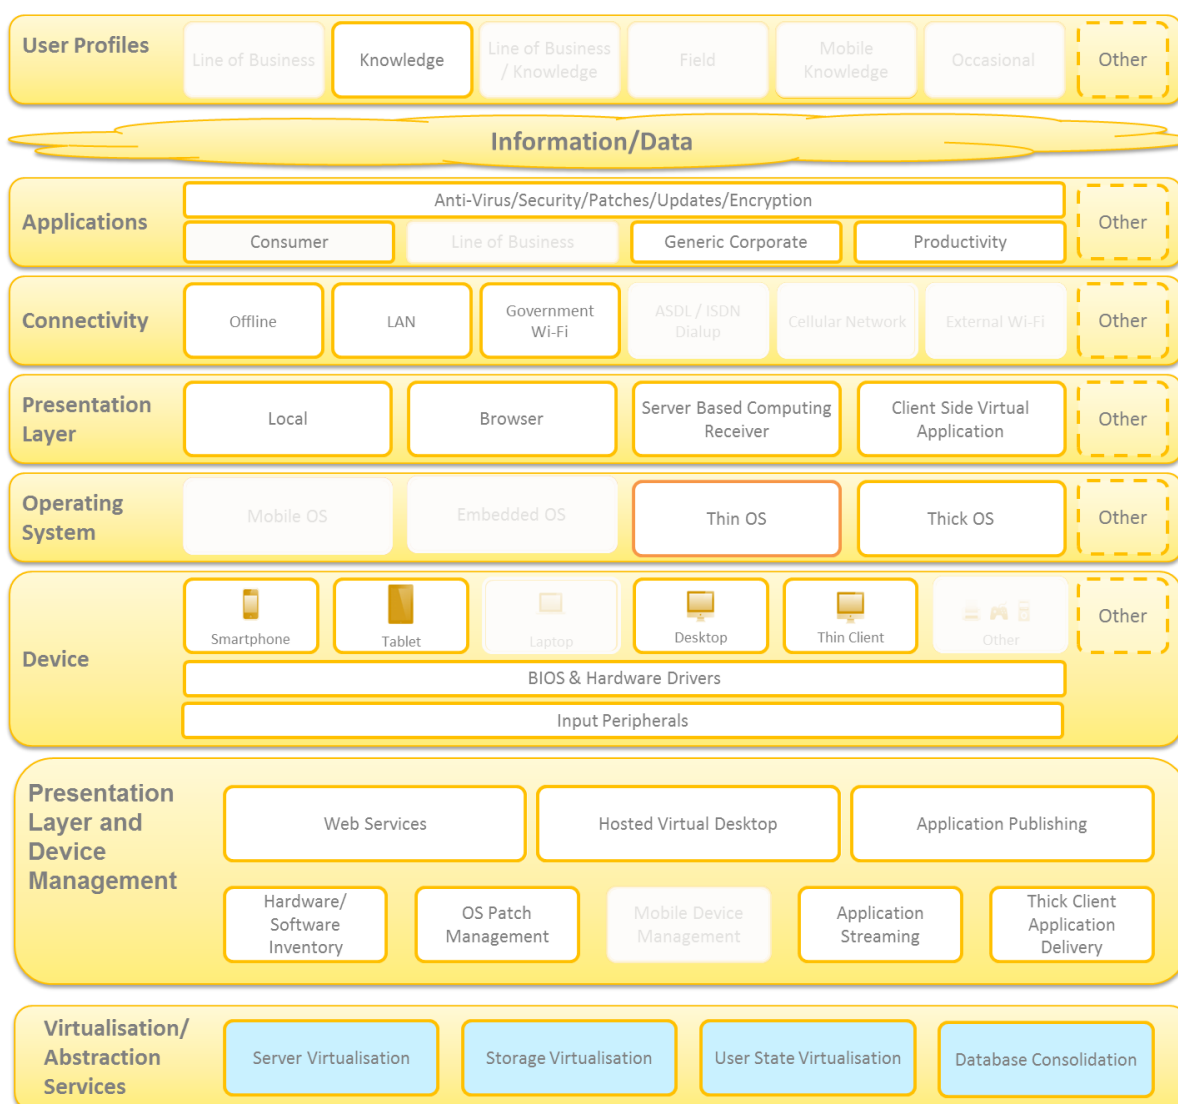 User Profiles
Line of Business
Knowledge
Line of Business
/ Knowledge
Field
Mobile
Knowledge
Occasional
Other
Information/Data
Applications
Anti-Virus/Security/Patches/Updates/Encryption
Consumer
Line of Business
Generic Corporate
Productivity
Other
Connectivity
Offline
LAN
Government
Wi-Fi
ASDL / ISDN
Dialup
Cellular Network
External Wi-Fi
Other
Presentation
Layer
Local
Browser
Server Based Computing
Receiver
Client Side Virtual
Application
Other
Operating
System
Mobile OS
Embedded OS
Thin OS
Thick OS
Other
Device
Smartphone
Tablet
Laptop
Desktop
Thin Client
Other
Other
BIOS & Hardware Drivers
Input Peripherals
Presentation
Layer and
Device
Management
Web Services
Hosted Virtual Desktop
Application Publishing
Hardware/
Software
Inventory
OS Patch
Management
Mobile Device
Management
Application
Streaming
Thick Client
Application
Delivery
Virtualisation/
Abstraction
Services
Server Virtualisation
Storage Virtualisation
User State Virtualisation
Database Consolidation